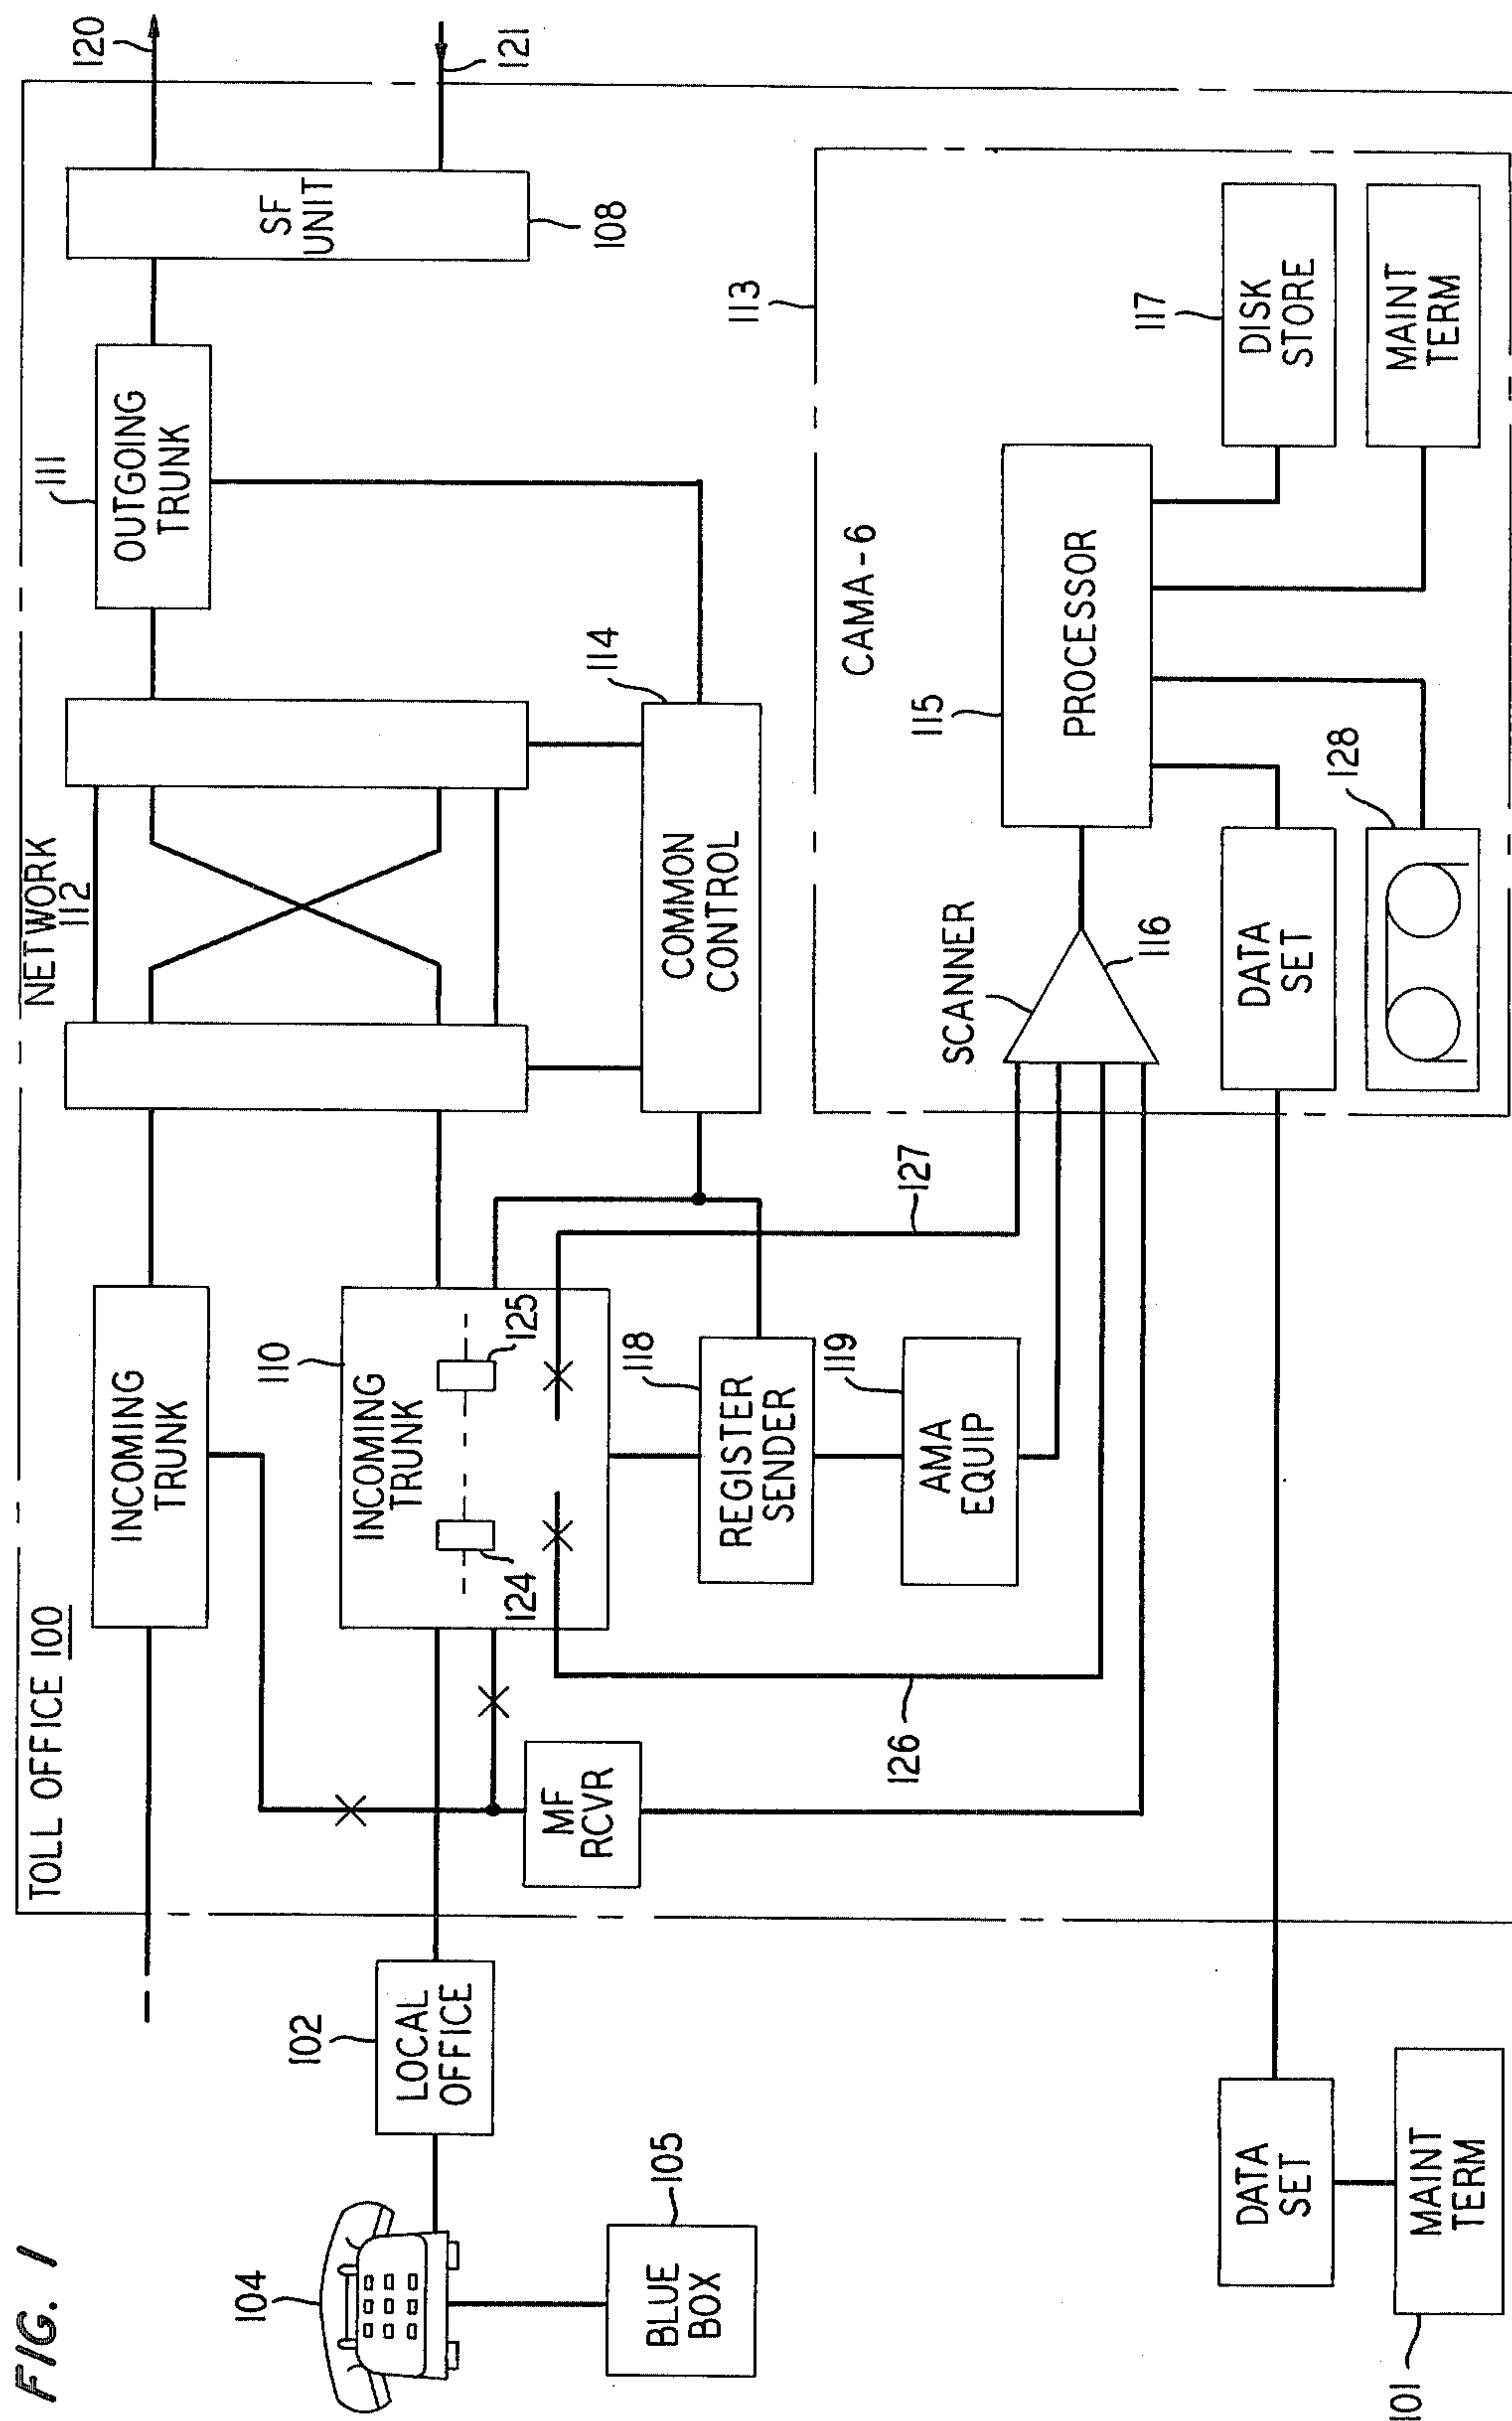 FIG. 1
TOLL OFFICE 100
NETWORK
112
120
121
INCOMING
TRUNK
OUTGOING
TRUNK
111
SF
UNIT
108
104
102
LOCAL
OFFICE
110
INCOMING
TRUNK
124
125
114
COMMON
CONTROL
BLUE
BOX
105
MF
RCVR
118
REGISTER
SENDER
119
AMA
EQUIP
126
127
113
CAMA-6
SCANNER
116
115
PROCESSOR
117
DISK
STORE
MAINT
TERM
DATA
SET
128
DATA
SET
MAINT
TERM
101